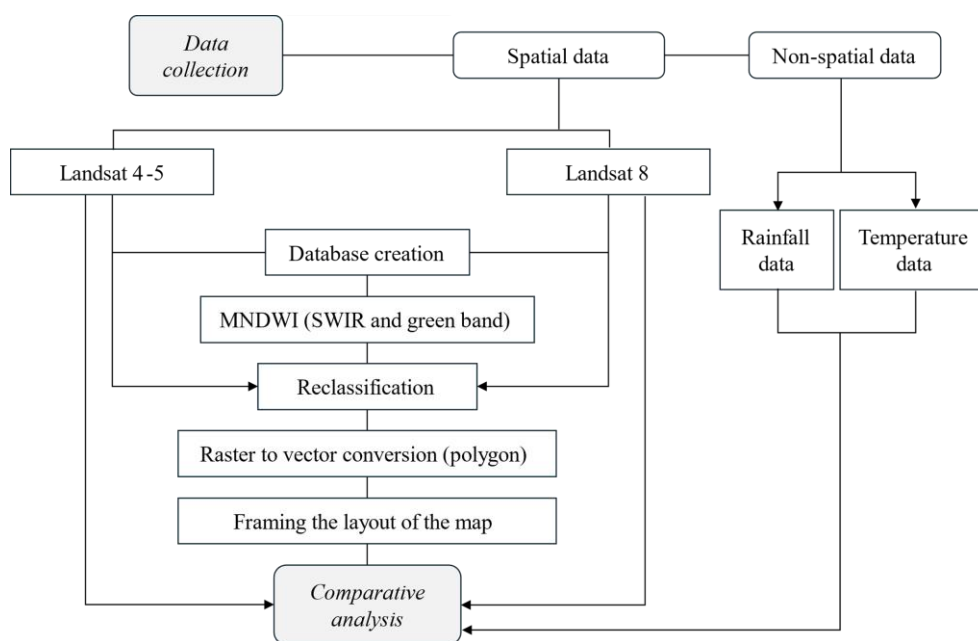 Data
collection
Spatial data
Non-spatial data
Landsat 4-5
Landsat 8
Rainfall
data
Temperature
data
Database creation
MNDWI (SWIR and green band)
Reclassification
Raster to vector conversion (polygon)
Framing the layout of the map
Comparative
analysis